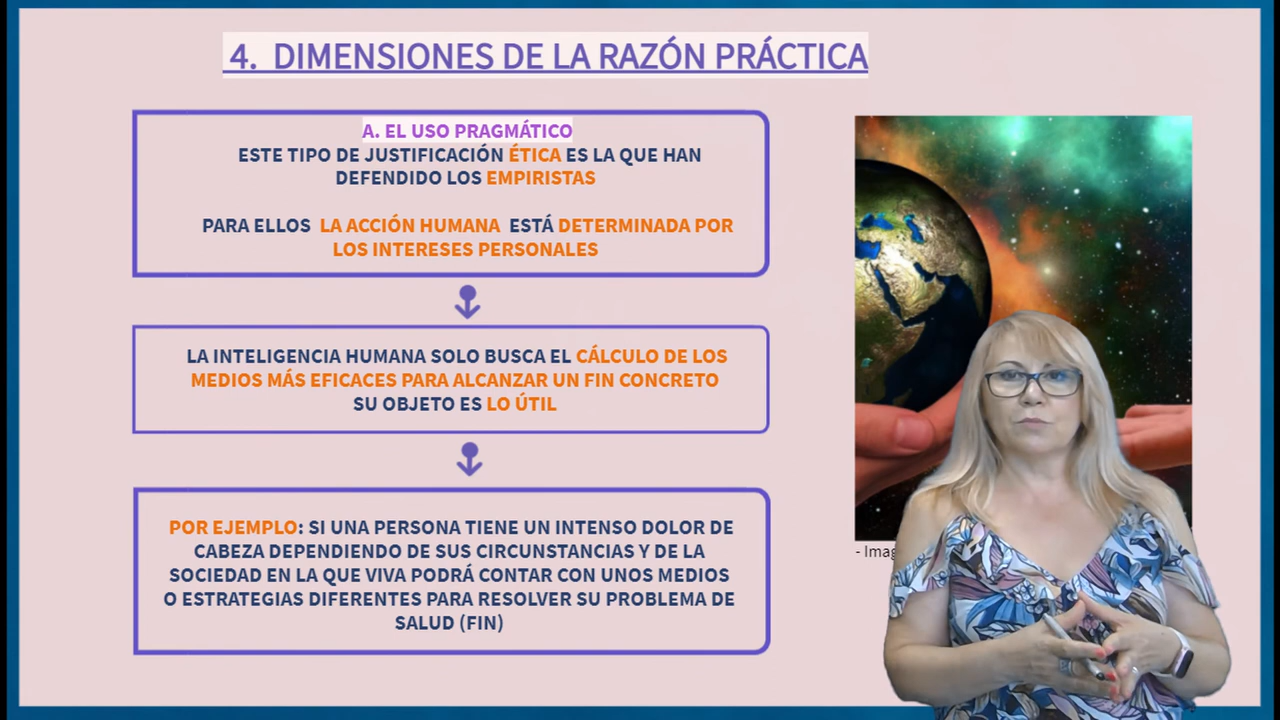 4. DIMENSIONES DE LA RAZÓN PRÁCTICA
A. EL USO PRAGMÁTICO
ESTE TIPO DE JUSTIFICACIÓN ÉTICA ES LA QUE HAN
DEFENDIDO LOS EMPIRISTAS
PARA ELLOS LA ACCIÓN HUMANA ESTÁ DETERMINADA POR
LOS INTERESES PERSONALES
LA INTELIGENCIA HUMANA SOLO BUSCA EL CÁLCULO DE LOS
MEDIOS MÁS EFICACES PARA ALCANZAR UN FIN CONCRETO
SU OBJETO ES LO ÚTIL
POR EJEMPLO: SI UNA PERSONA TIENE UN INTENSO DOLOR DE
CABEZA DEPENDIENDO DE SUS CIRCUNSTANCIAS Y DE LA
SOCIEDAD EN LA QUE VIVA PODRÁ CONTAR CON UNOS MEDIOS
O ESTRATEGIAS DIFERENTES PARA RESOLVER SU PROBLEMA DE
SALUD (FIN)